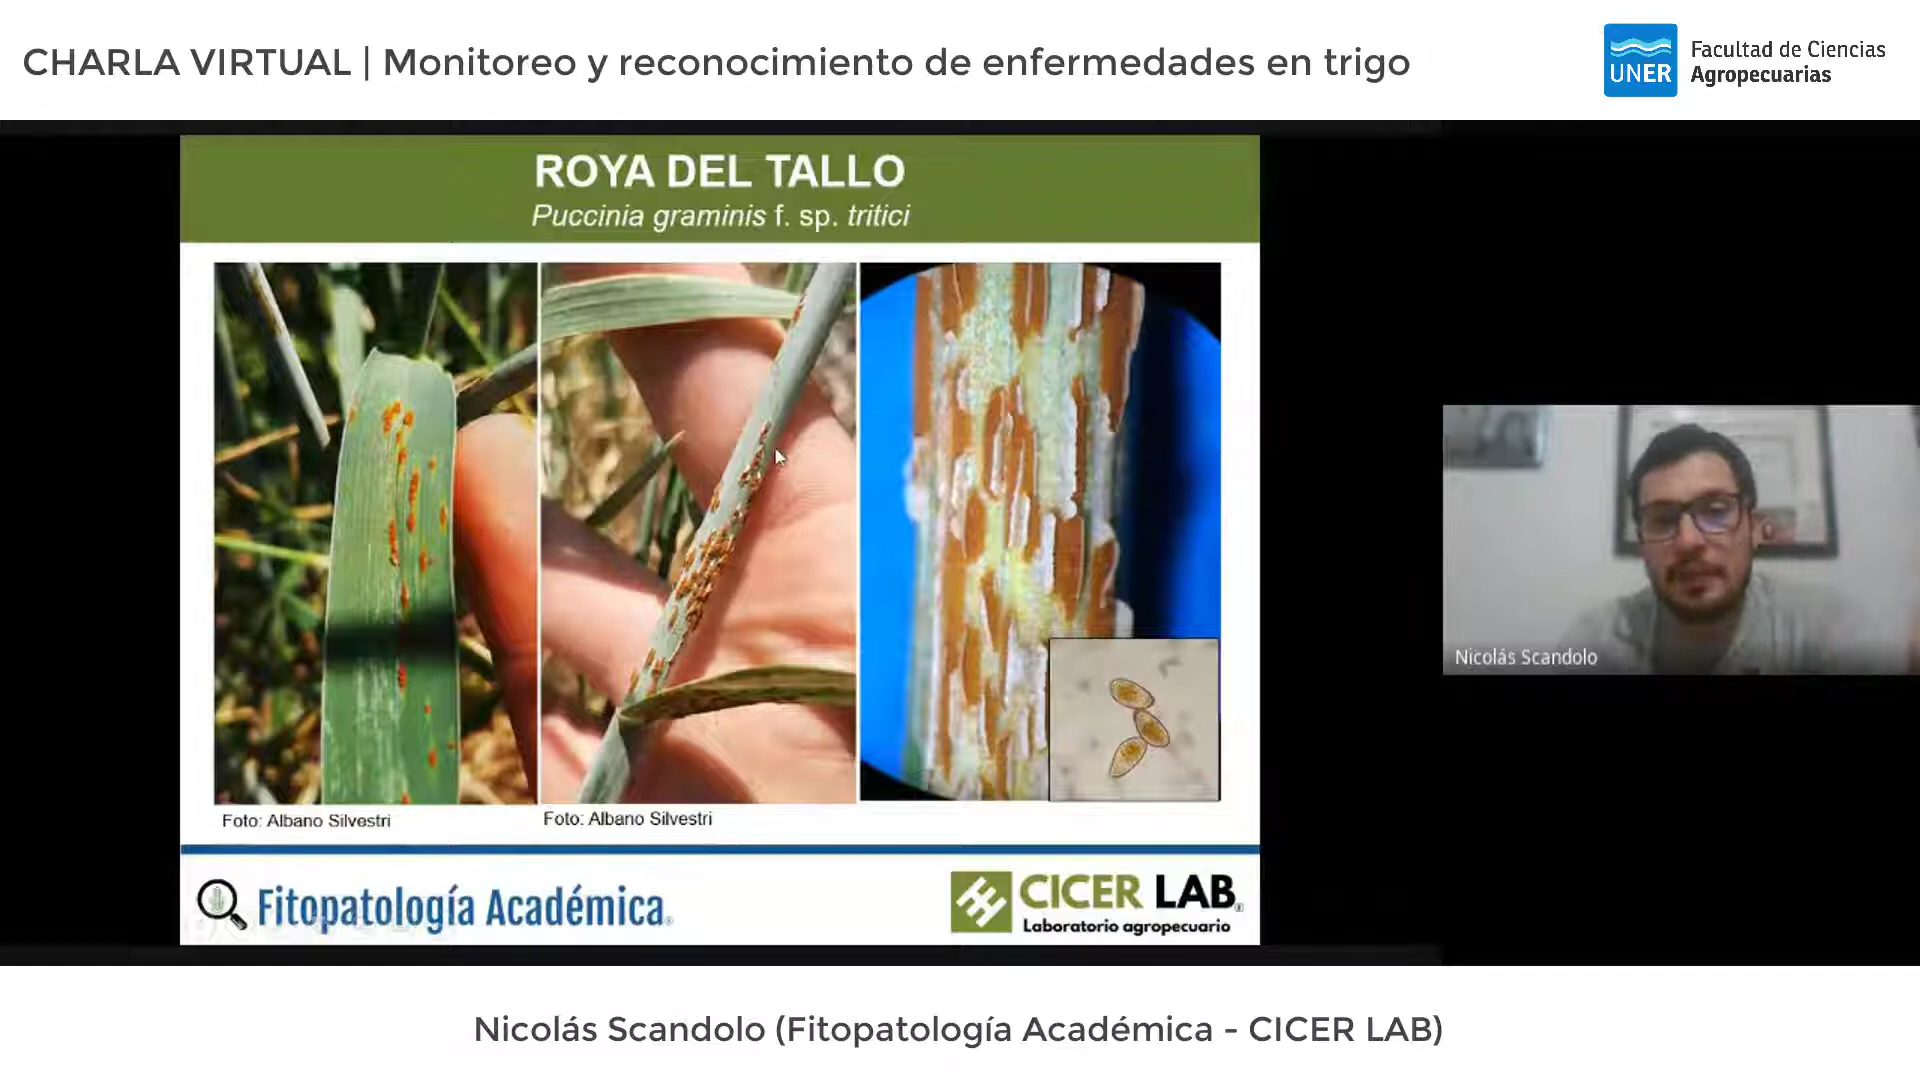 CHARLA VIRTUAL | Monitoreo y reconocimiento de enfermedades en trigo
UNER
Facultad de Ciencias
Agropecuarias
ROYA DEL TALLO
Puccinia graminis f. sp. tritici
Foto: Albano Silvestri
Foto: Albano Silvestri
Nicolás Scandolo
Fitopatología Académica®
CICER LAB®
Laboratorio agropecuario
Nicolás Scandolo (Fitopatología Académica - CICER LAB)